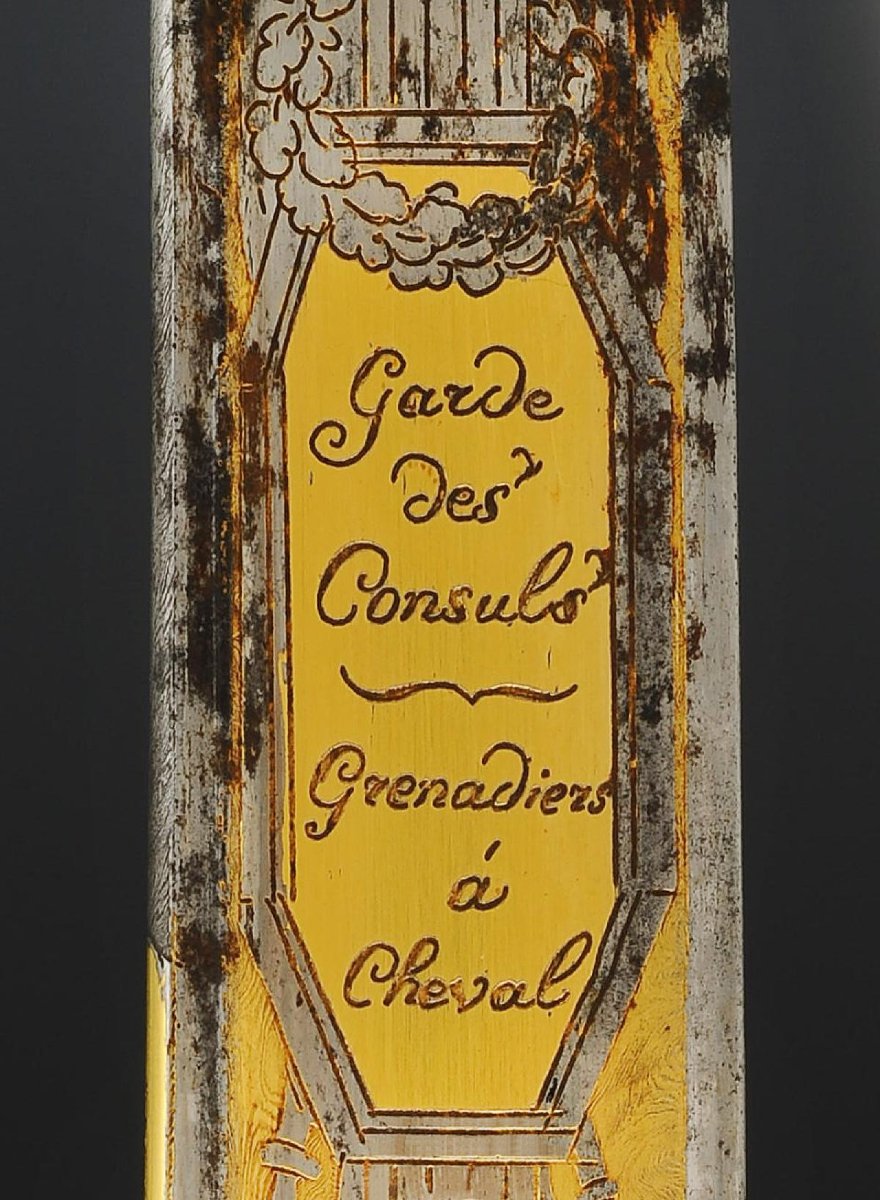 Garde
des
Consuls
Grenadiers
á
Cheval